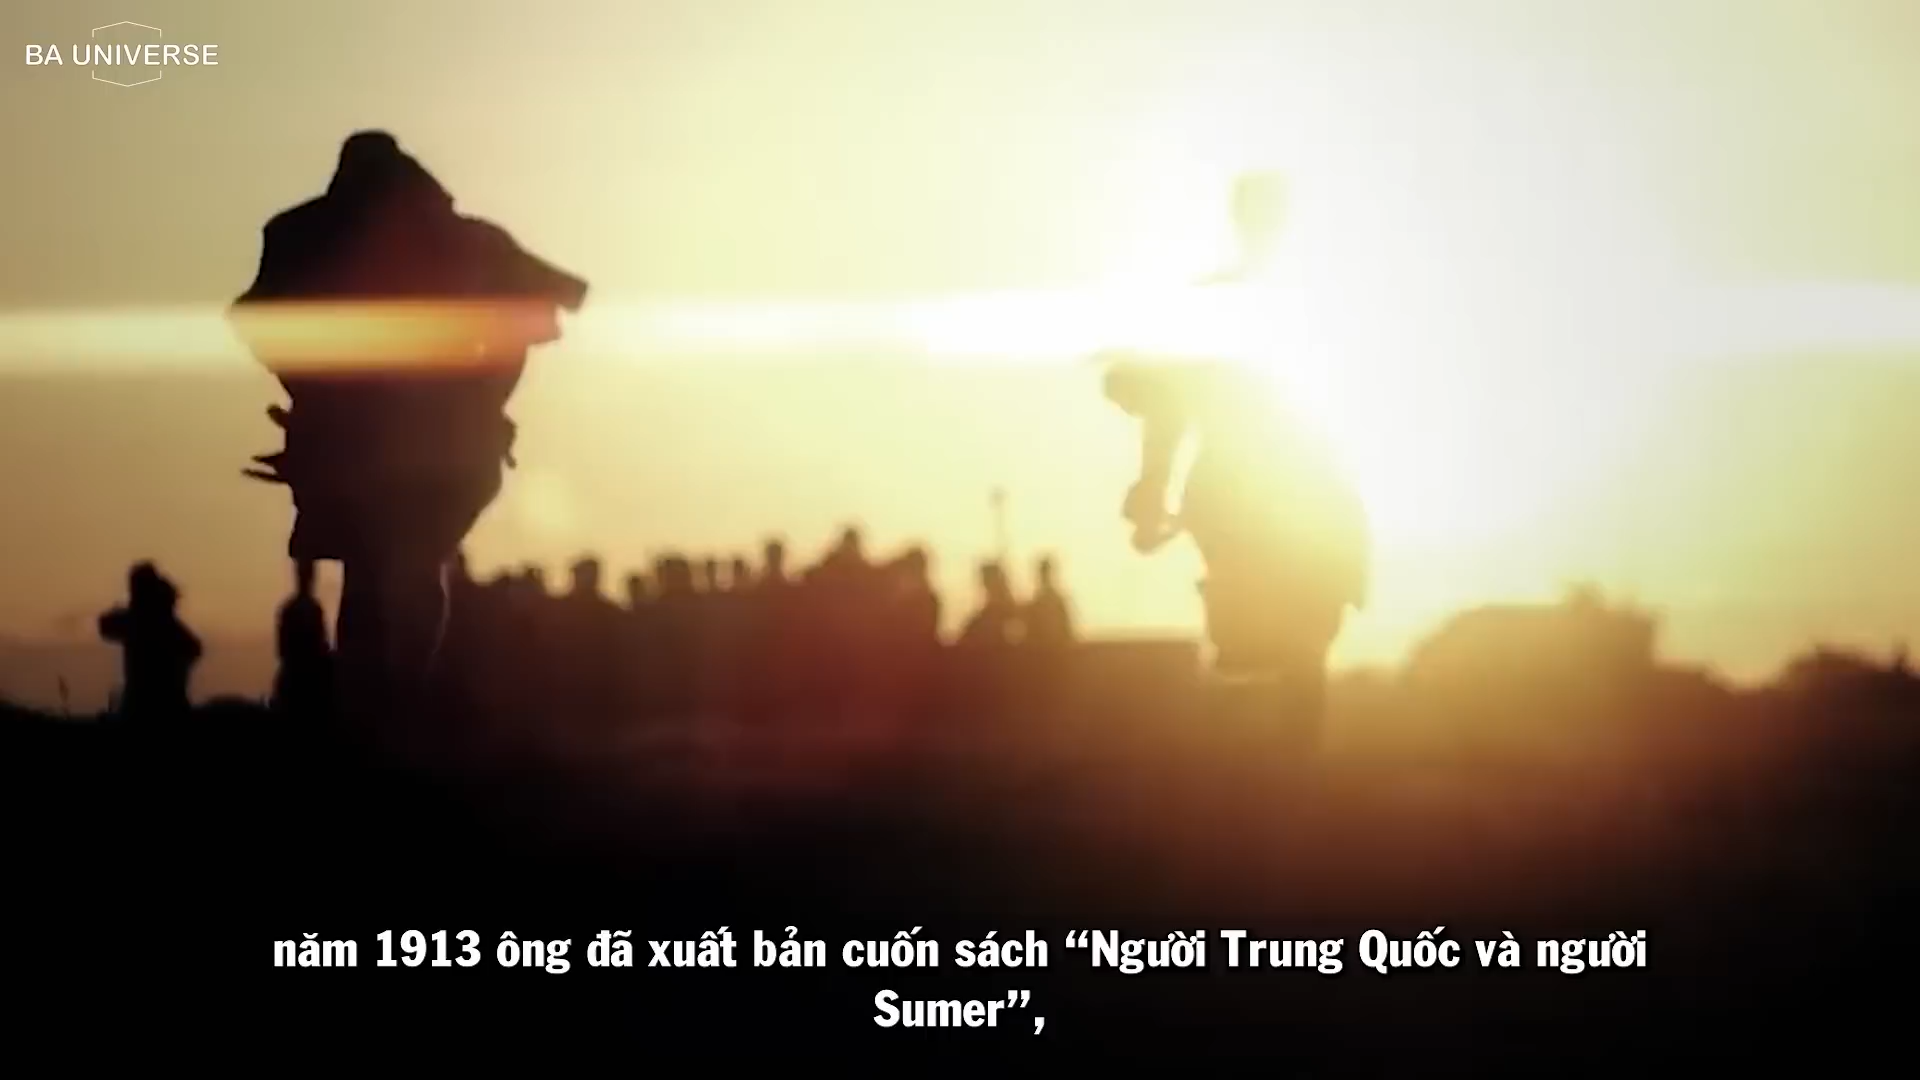 BA UNIVERSE
năm 1913 ông đã xuất bản cuốn sách “Người Trung Quốc và người
Sumer”,